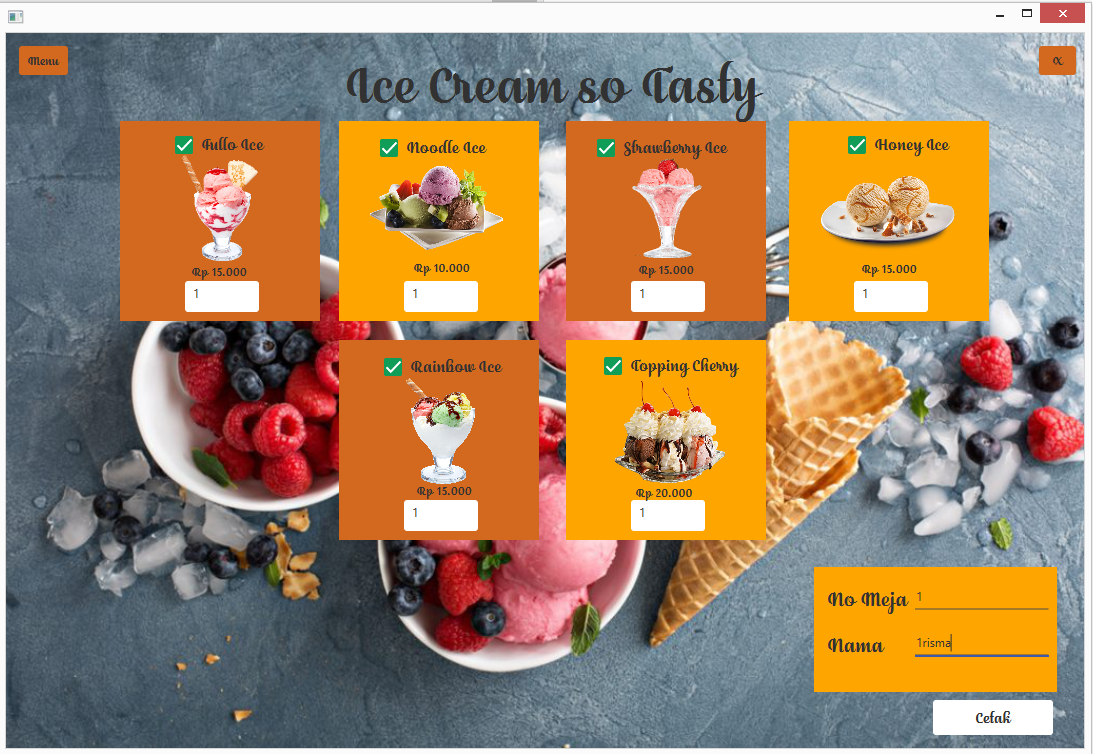 Menu
X
Ice Cream so Tasty
Fullo Ice
Noodle Ice
Strawberry Ice
Honey Ice
Rp 15.000
Rp 10.000
Rp 15.000
Rp 15.000
1
1
1
1
Rainbow Ice
Topping Cherry
Rp 15.000
Rp 20.000
1
1
No Meja 1
Nama 1risma
Cetak